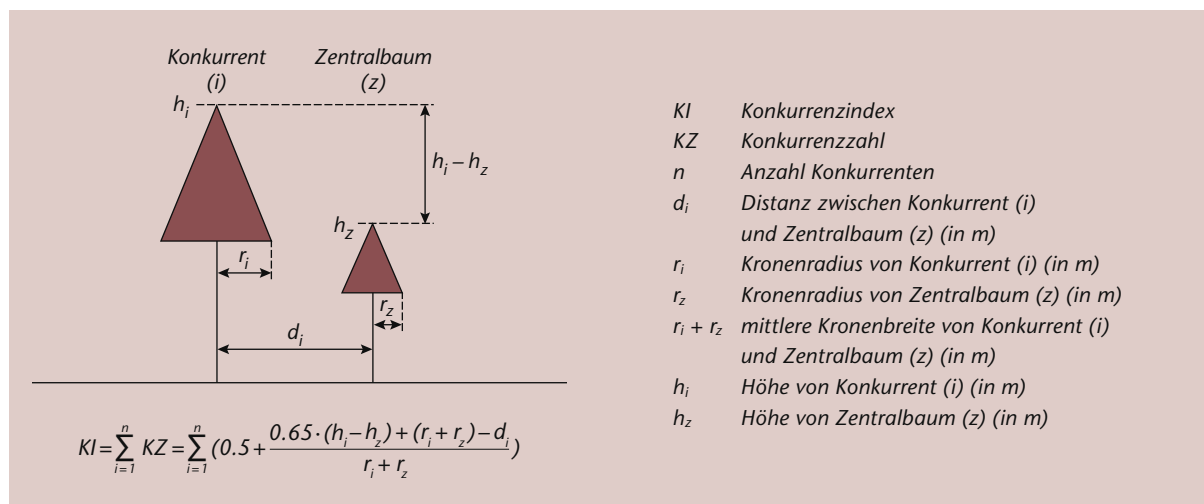 Konkurrent
(i)
Zentralbaum
(z)
h_i
h_i – h_z
h_z
r_i
r_z
d_i
KI = \sum_{i=1}^{n} KZ = \sum_{i=1}^{n} (0.5 + \frac{0.65 · (h_i – h_z) + (r_i + r_z) – d_i}{r_i + r_z})
KI Konkurrenzindex
KZ Konkurrenzzahl
n Anzahl Konkurrenten
d_i Distanz zwischen Konkurrent (i)
und Zentralbaum (z) (in m)
r_i Kronenradius von Konkurrent (i) (in m)
r_z Kronenradius von Zentralbaum (z) (in m)
r_i + r_z mittlere Kronenbreite von Konkurrent (i)
und Zentralbaum (z) (in m)
h_i Höhe von Konkurrent (i) (in m)
h_z Höhe von Zentralbaum (z) (in m)